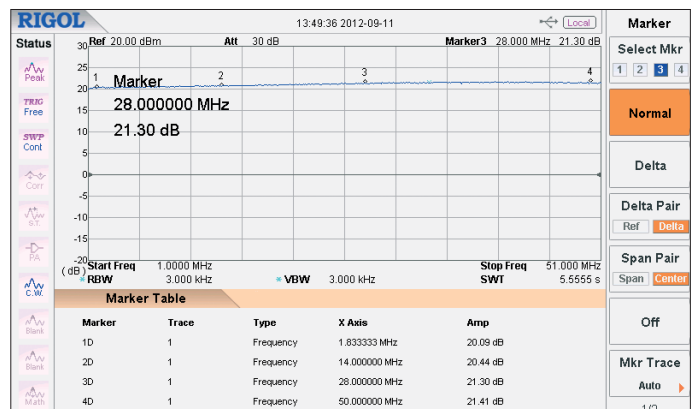 RIGOL
13:49:36 2012-09-11
Local
Marker
Status
Ref 20.00 dBm Att 30 dB Marker3 28.000 MHz 21.30 dB
Select Mkr
1 2 3 4
Peak
TRIG
Free
SWP
Cont
Corr
S.T.
PA
C.W.
Blank
Blank
Math
30
25
20
15
10
5
0
-5
-10
-15
-20
(dB)
1 2 3 4
Marker
28.000000 MHz
21.30 dB
Normal
Delta
Delta Pair
Ref Delta
Span Pair
Span Center
Off
Mkr Trace
Auto
1/2
Start Freq 1.0000 MHz Stop Freq 51.000 MHz
*RBW 3.000 kHz *VBW 3.000 kHz SWT 5.5555 s
Marker Table
Marker Trace Type X Axis Amp
1D 1 Frequency 1.833333 MHz 20.09 dB
2D 1 Frequency 14.000000 MHz 20.44 dB
3D 1 Frequency 28.000000 MHz 21.30 dB
4D 1 Frequency 50.000000 MHz 21.41 dB